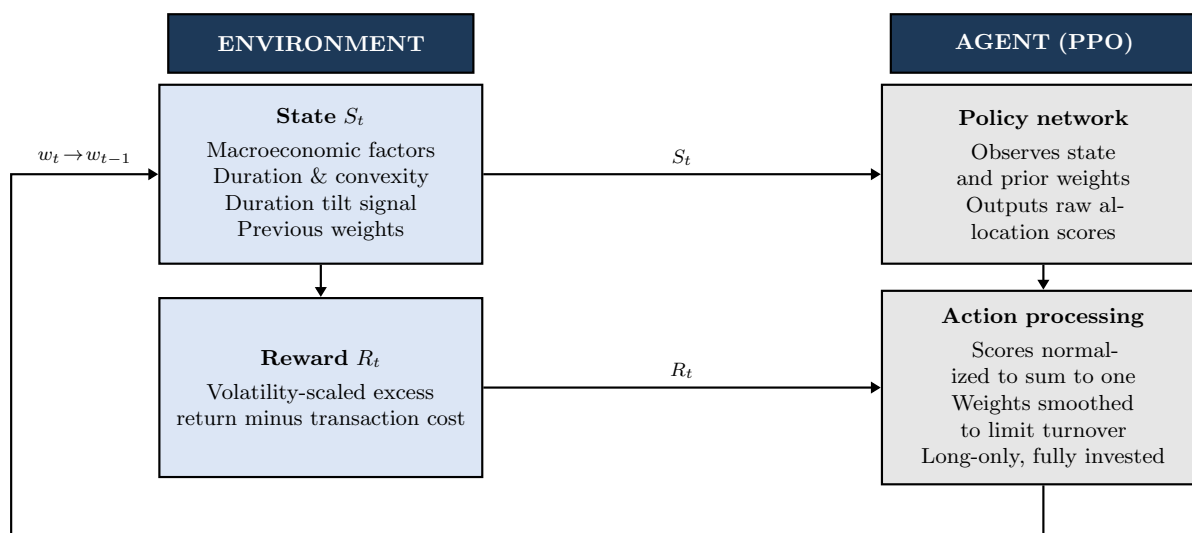 ENVIRONMENT
AGENT (PPO)
State $S_t$
Macroeconomic factors
Duration & convexity
Duration tilt signal
Previous weights
$w_t \to w_{t-1}$
$S_t$
Policy network
Observes state
and prior weights
Outputs raw al-
location scores
Reward $R_t$
Volatility-scaled excess
return minus transaction cost
$R_t$
Action processing
Scores normal-
ized to sum to one
Weights smoothed
to limit turnover
Long-only, fully invested